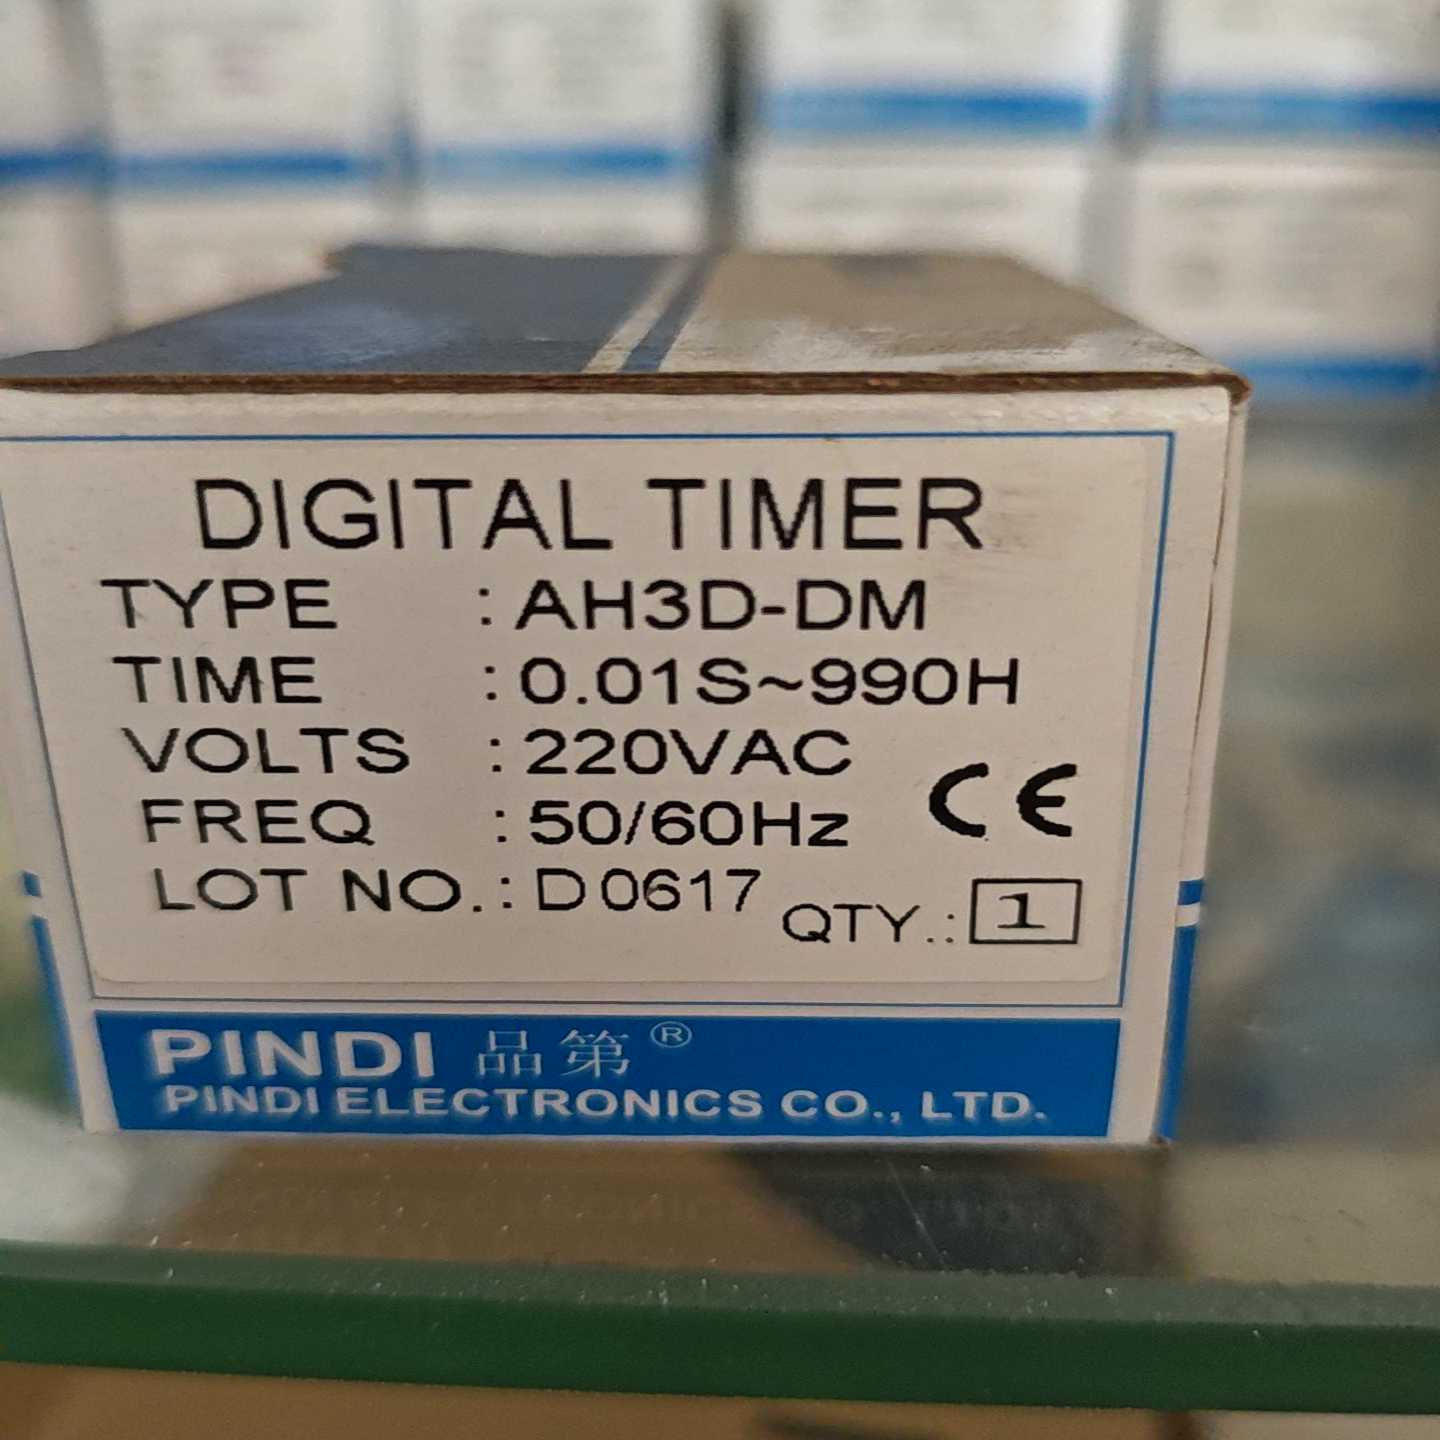 DIGITAL TIMER
TYPE : AH3D-DM
TIME : 0.01S~990H
VOLTS : 220VAC
FREQ : 50/60Hz
CE
LOT NO. : D0617
QTY.: 1
PINDI 品第®
PINDI ELECTRONICS CO., LTD.